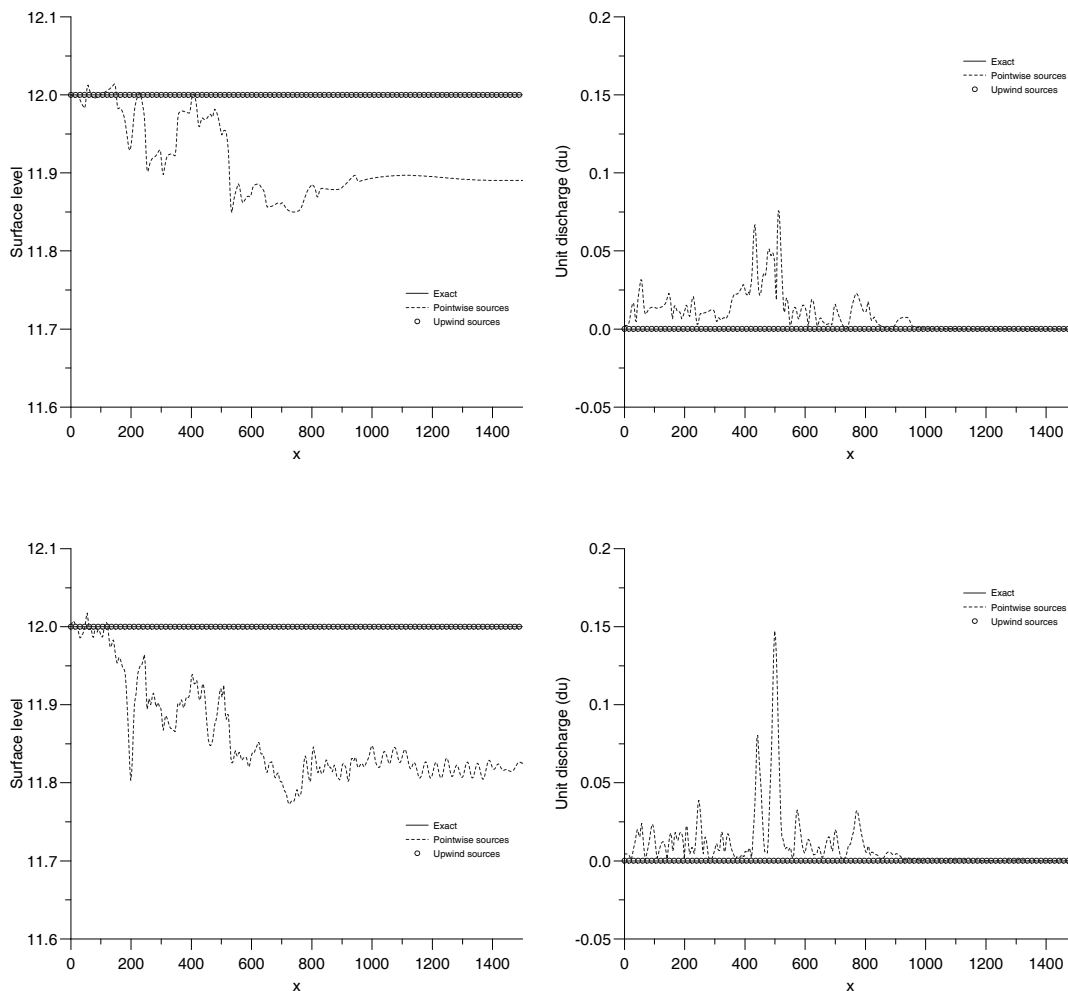 12.1
12.0
11.9
11.8
11.7
11.6
Surface level
0 200 400 600 800 1000 1200 1400
x
Exact
Pointwise sources
Upwind sources
0.2
0.15
0.1
0.05
0.0
-0.05
Unit discharge (du)
0 200 400 600 800 1000 1200 1400
x
Exact
Pointwise sources
Upwind sources
12.1
12.0
11.9
11.8
11.7
11.6
Surface level
0 200 400 600 800 1000 1200 1400
x
Exact
Pointwise sources
Upwind sources
0.2
0.15
0.1
0.05
0.0
-0.05
Unit discharge (du)
0 200 400 600 800 1000 1200 1400
x
Exact
Pointwise sources
Upwind sources